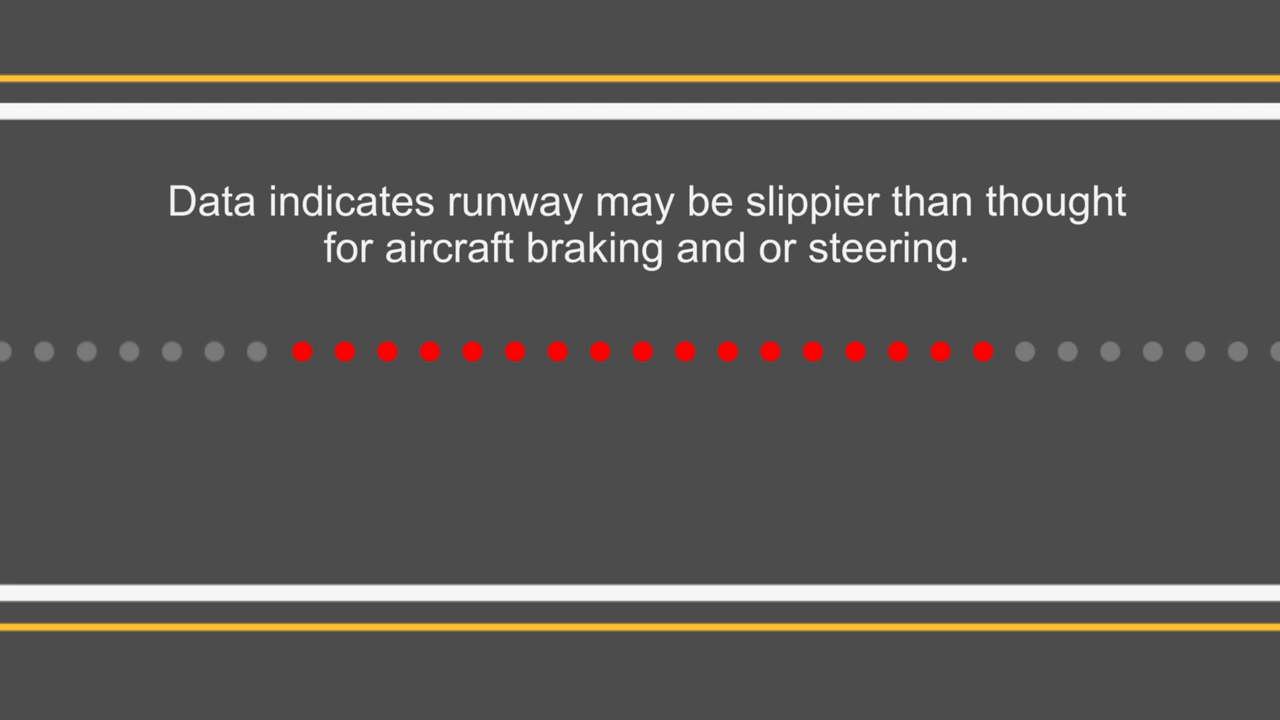 Data indicates runway may be slippier than thought
for aircraft braking and or steering.